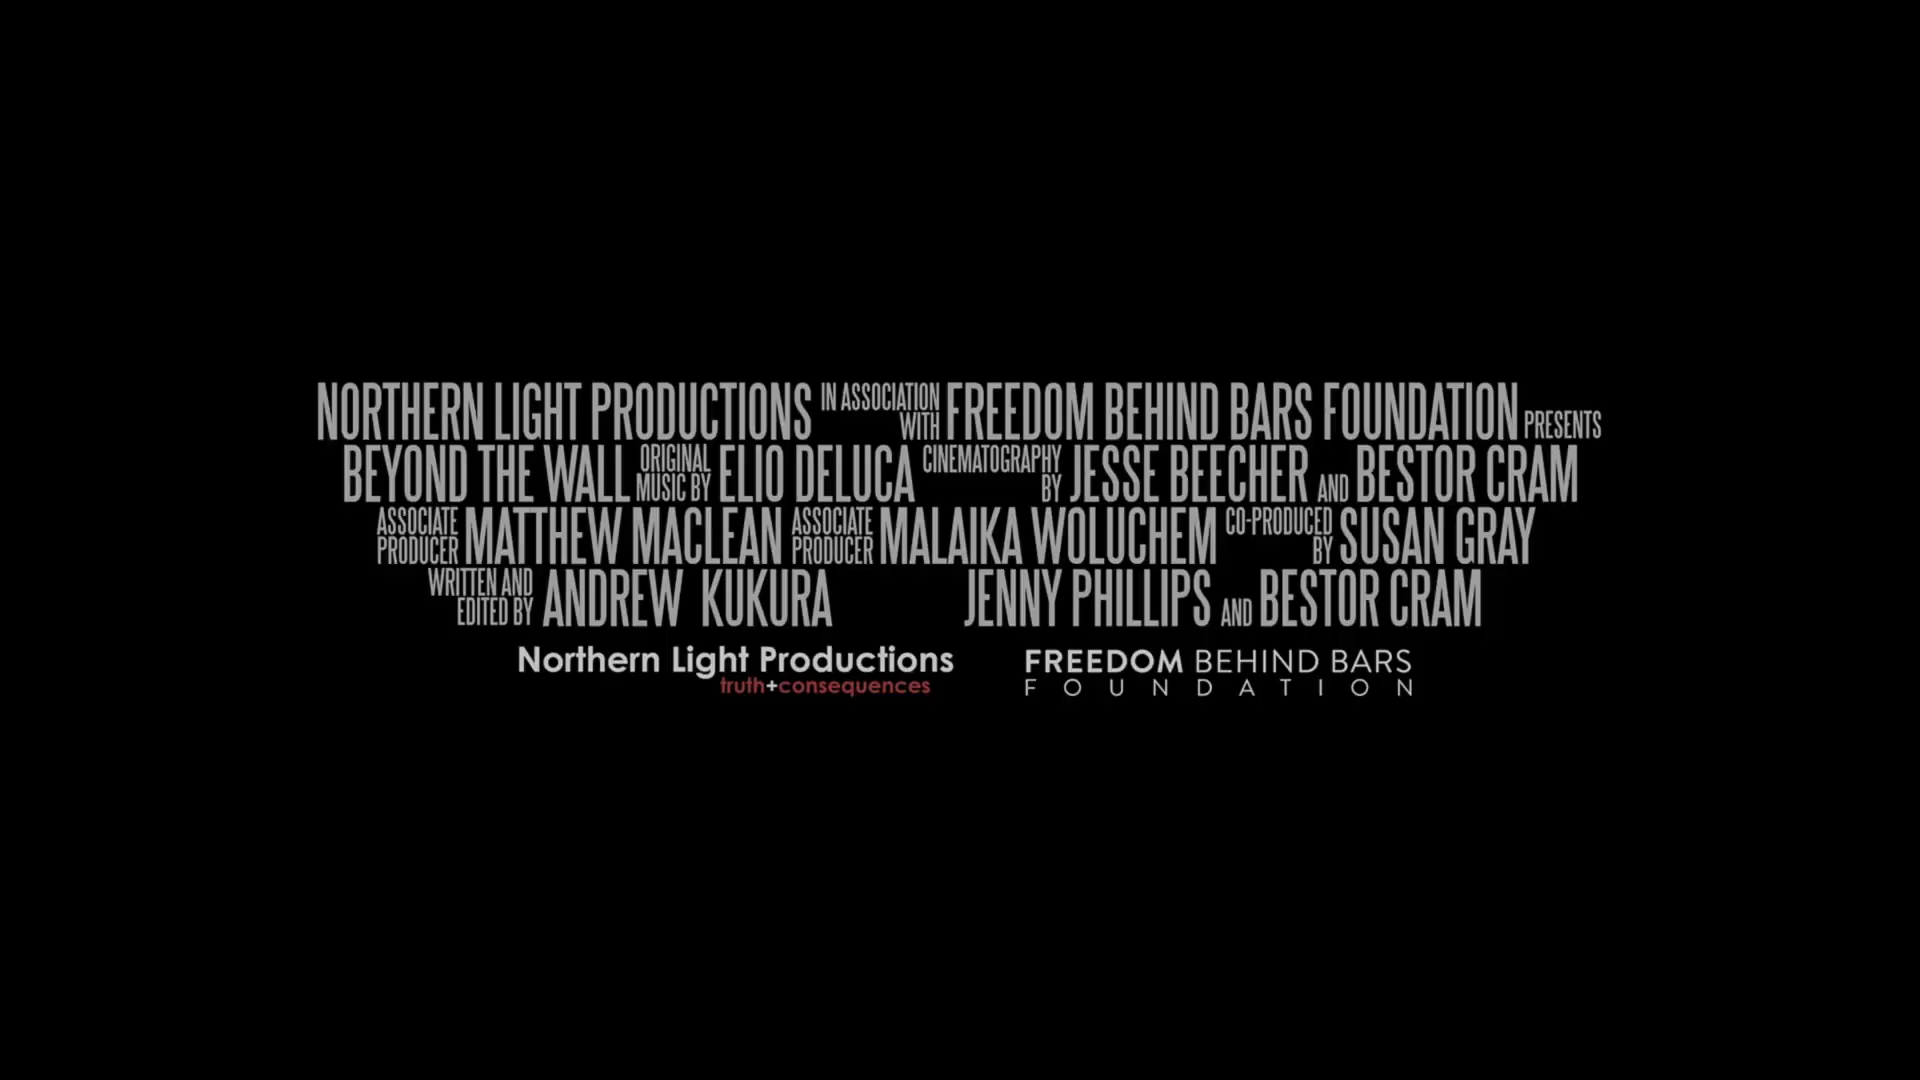 NORTHERN LIGHT PRODUCTIONS IN ASSOCIATION WITH FREEDOM BEHIND BARS FOUNDATION PRESENTS
BEYOND THE WALL ORIGINAL MUSIC BY ELIO DELUCA CINEMATOGRAPHY BY JESSE BEECHER AND BESTOR CRAM
ASSOCIATE PRODUCER MATTHEW MACLEAN ASSOCIATE PRODUCER MALAIKA WOLUCHEM CO-PRODUCED BY SUSAN GRAY
WRITTEN AND EDITED BY ANDREW KUKURA JENNY PHILLIPS AND BESTOR CRAM
Northern Light Productions
truth+consequences
FREEDOM BEHIND BARS
FOUNDATION